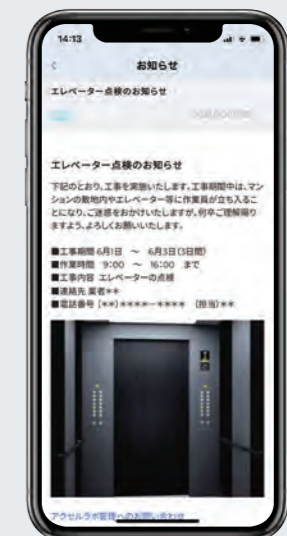 14:13
お知らせ
エレベーター点検のお知らせ
エレベーター点検のお知らせ
下記のとおり、工事を実施いたします。工事期間中は、マン
ションの敷地内やエレベーター等に作業員が立ち入るこ
とになり、ご迷惑をおかけいたしますが、何卒ご理解賜り
ますよう、よろしくお願いいたします。
■工事期間 6月1日 ～ 6月3日(3日間)
■作業時間 9:00 ～ 16:00 まで
■工事内容 エレベーターの点検
■連絡先 業者**
■電話番号 (**)****ー**** (担当)**
アクセルラボ管理へのお問い合わせ